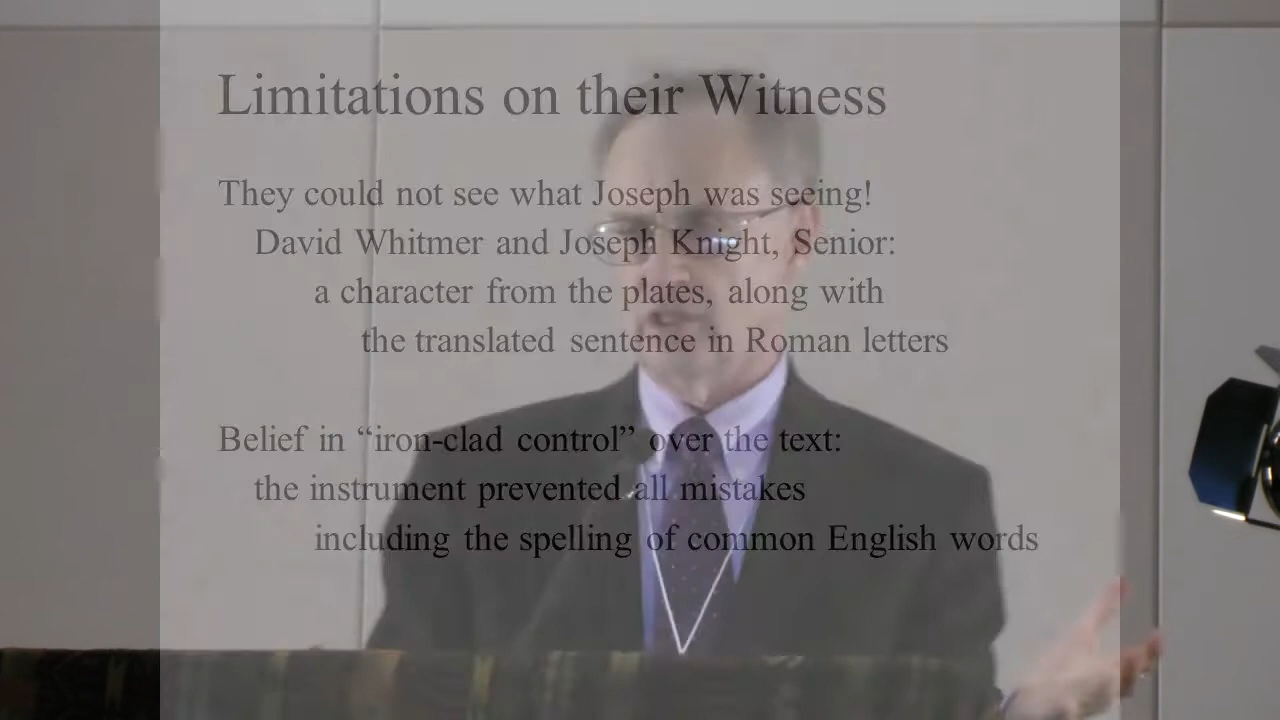 Limitations on their Witness
They could not see what Joseph was seeing!
David Whitmer and Joseph Knight, Senior:
a character from the plates, along with
the translated sentence in Roman letters
Belief in “iron-clad control” over the text:
the instrument prevented all mistakes
including the spelling of common English words